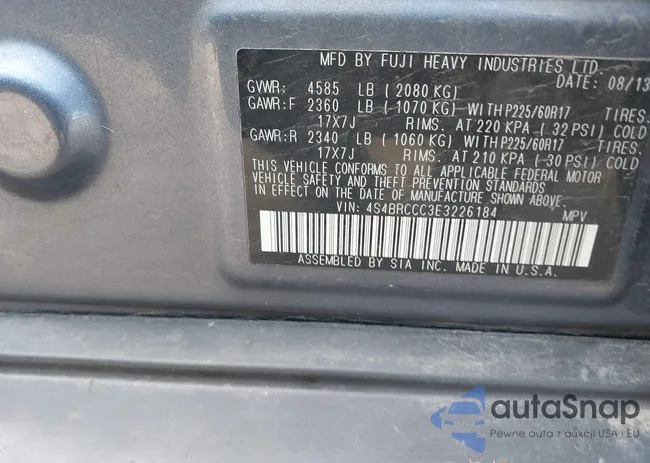 MFD BY FUJI HEAVY INDUSTRIES LTD.
DATE: 08/13
GVWR: 4585 LB (2080 KG)
GAWR:F 2360 LB (1070 KG) WITH P225/60R17 TIRES.
17X7J RIMS. AT 220 KPA (32 PSI) COLD
GAWR:R 2340 LB (1060 KG) WITH P225/60R17 TIRES.
17X7J RIMS. AT 210 KPA (30 PSI) COLD
THIS VEHICLE CONFORMS TO ALL APPLICABLE FEDERAL MOTOR
VEHICLE SAFETY AND THEFT PREVENTION STANDARDS
IN EFFECT ON THE DATE OF MANUFACTURE SHOWN ABOVE.
VIN: 4S4BRCCC3E3226184 MPV
ASSEMBLED BY SIA INC. MADE IN U.S.A.
autoSnap
Pewne auta z aukcji USA i EU